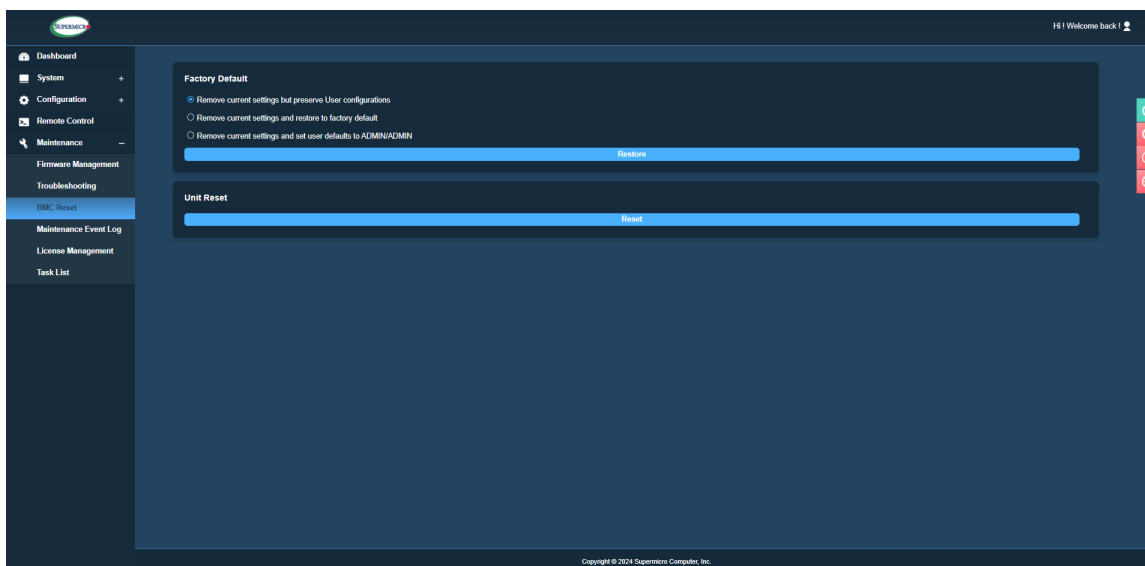 SUPERMICR
Hi ! Welcome back !
Dashboard
System +
Configuration +
Remote Control
Maintenance –
Firmware Management
Troubleshooting
BMC Reset
Maintenance Event Log
License Management
Task List
Factory Default
Remove current settings but preserve User configurations
Remove current settings and restore to factory default
Remove current settings and set user defaults to ADMIN/ADMIN
Restore
Unit Reset
Reset
Copyright © 2024 Supermicro Computer, Inc.